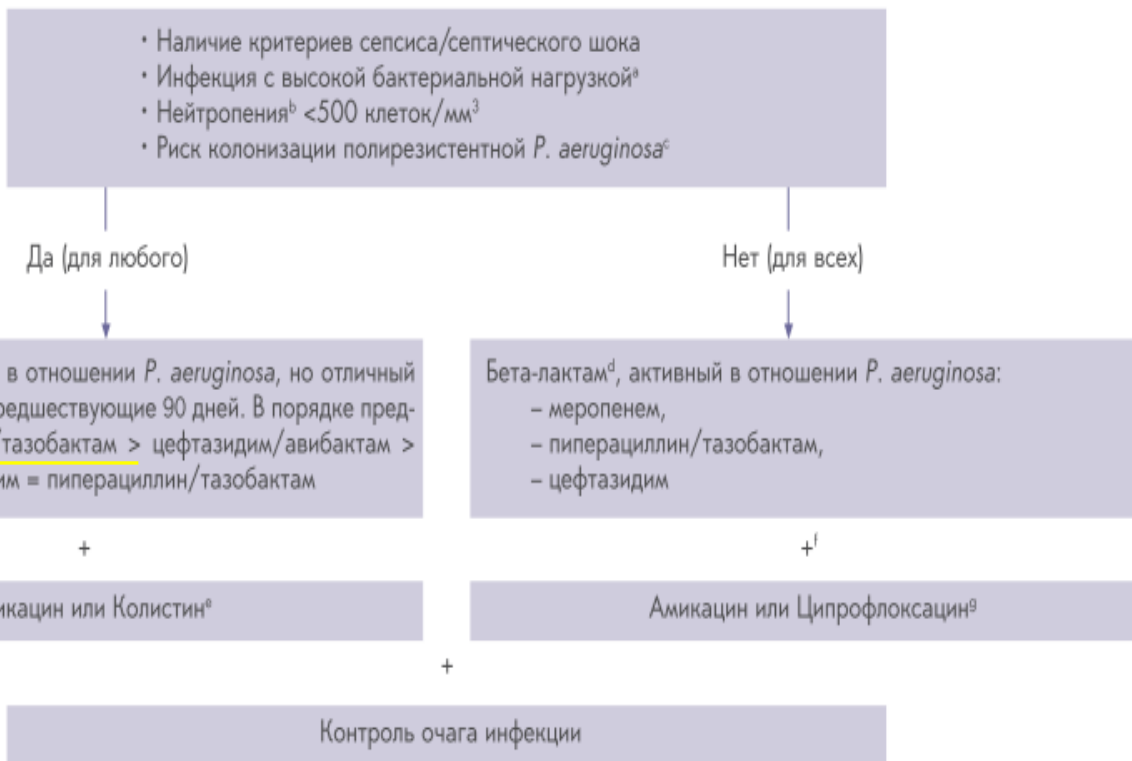 • Наличие критериев сепсиса/септического шока
• Инфекция с высокой бактериальной нагрузкойᵃ
• Нейтропенияᵇ <500 клеток/мм³
• Риск колонизации полирезистентной P. aeruginosaᶜ
Да (для любого)
Нет (для всех)
в отношении P. aeruginosa, но отличный
редшествующие 90 дней. В порядке пред-
/тазобактам > цефтазидим/авибактам >
им = пиперациллин/тазобактам
Бета-лактамᵈ, активный в отношении P. aeruginosa:
– меропенем,
– пиперациллин/тазобактам,
– цефтазидим
+
+ᶠ
икацин или Колистинᵉ
Амикацин или Ципрофлоксацинᵍ
+
Контроль очага инфекции